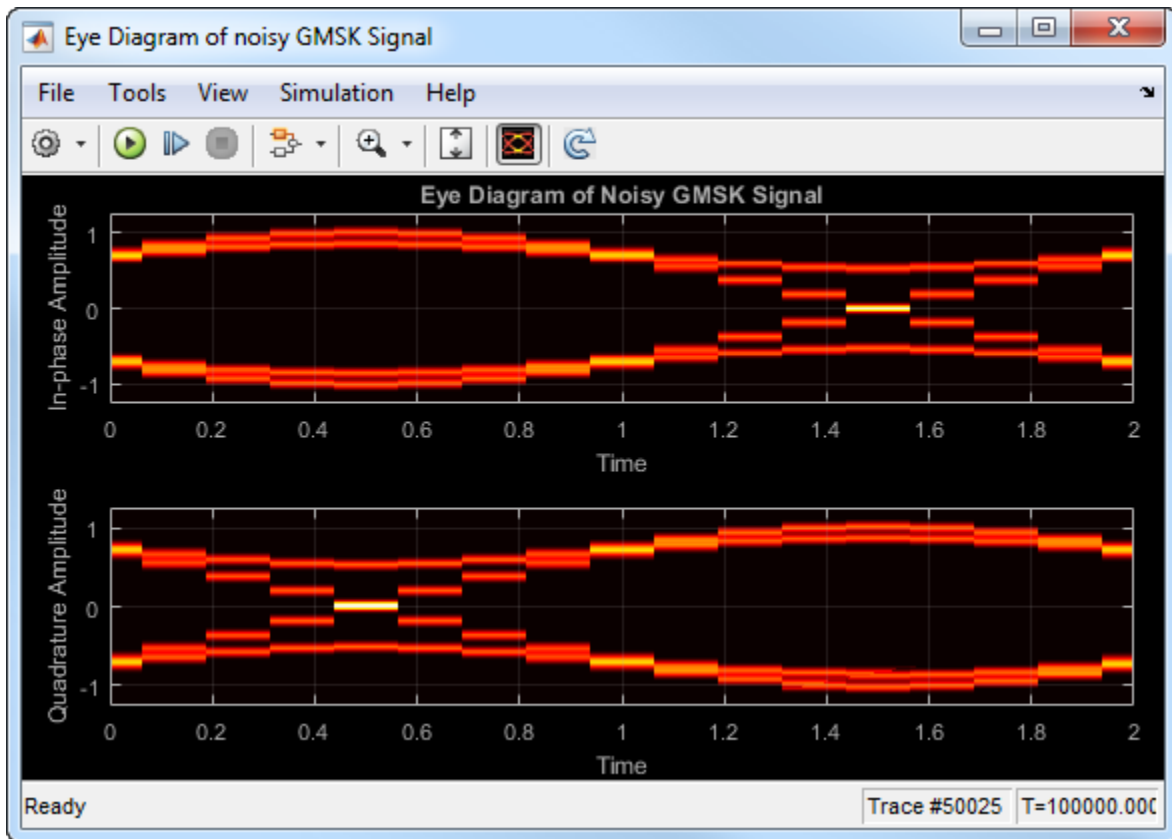 Eye Diagram of noisy GMSK Signal
File Tools View Simulation Help
Eye Diagram of Noisy GMSK Signal
In-phase Amplitude
1
0
-1
0 0.2 0.4 0.6 0.8 1 1.2 1.4 1.6 1.8 2
Time
Quadrature Amplitude
1
0
-1
0 0.2 0.4 0.6 0.8 1 1.2 1.4 1.6 1.8 2
Time
Ready Trace #50025 T=100000.000